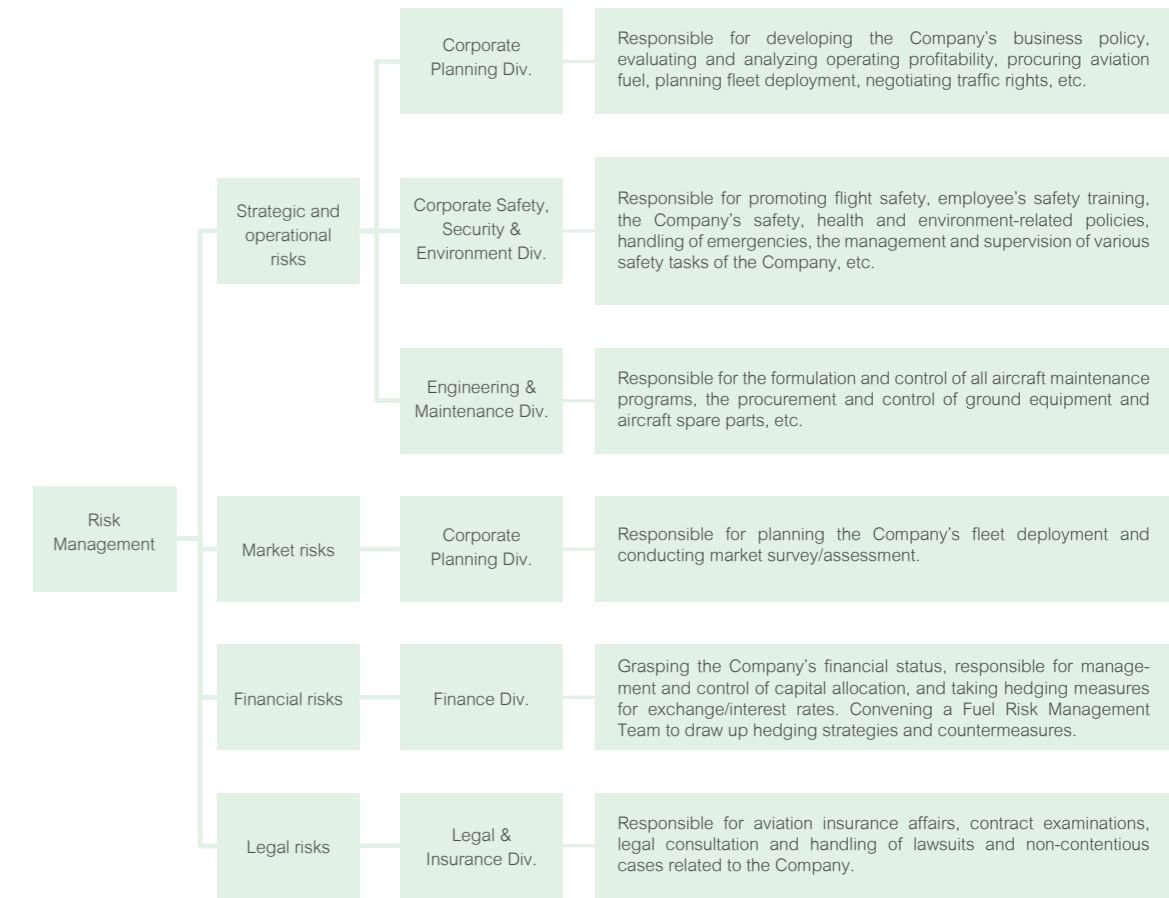 Risk
Management
Strategic and
operational
risks
Corporate
Planning Div.
Responsible for developing the Company's business policy,
evaluating and analyzing operating profitability, procuring aviation
fuel, planning fleet deployment, negotiating traffic rights, etc.
Corporate Safety,
Security &
Environment Div.
Responsible for promoting flight safety, employee's safety training,
the Company's safety, health and environment-related policies,
handling of emergencies, the management and supervision of various
safety tasks of the Company, etc.
Engineering &
Maintenance Div.
Responsible for the formulation and control of all aircraft maintenance
programs, the procurement and control of ground equipment and
aircraft spare parts, etc.
Market risks
Corporate
Planning Div.
Responsible for planning the Company's fleet deployment and
conducting market survey/assessment.
Financial risks
Finance Div.
Grasping the Company's financial status, responsible for manage-
ment and control of capital allocation, and taking hedging measures
for exchange/interest rates. Convening a Fuel Risk Management
Team to draw up hedging strategies and countermeasures.
Legal risks
Legal &
Insurance Div.
Responsible for aviation insurance affairs, contract examinations,
legal consultation and handling of lawsuits and non-contentious
cases related to the Company.